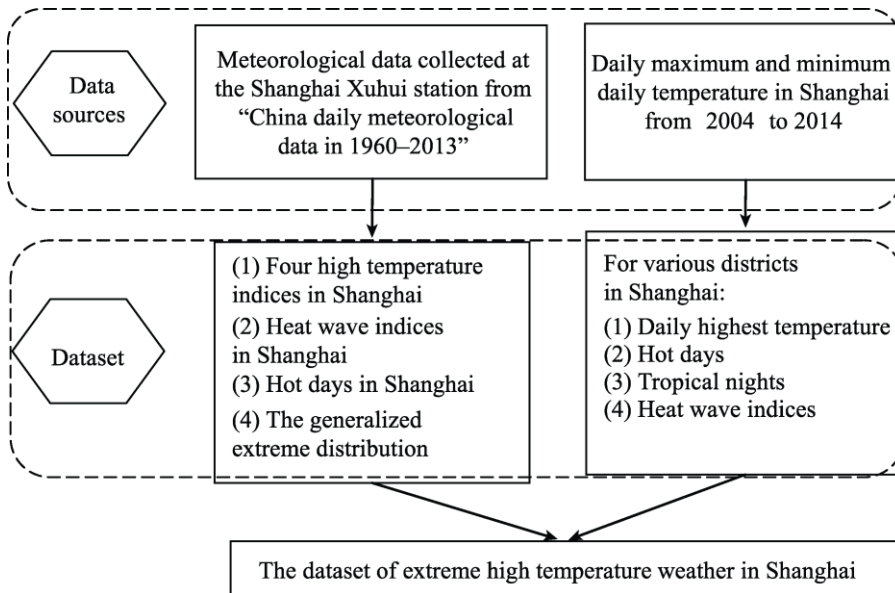 Data
sources
Meteorological data collected at
the Shanghai Xuhui station from
“China daily meteorological
data in 1960–2013”
Daily maximum and minimum
daily temperature in Shanghai
from 2004 to 2014
Dataset
(1) Four high temperature
indices in Shanghai
(2) Heat wave indices
in Shanghai
(3) Hot days in Shanghai
(4) The generalized
extreme distribution
For various districts
in Shanghai:
(1) Daily highest temperature
(2) Hot days
(3) Tropical nights
(4) Heat wave indices
The dataset of extreme high temperature weather in Shanghai